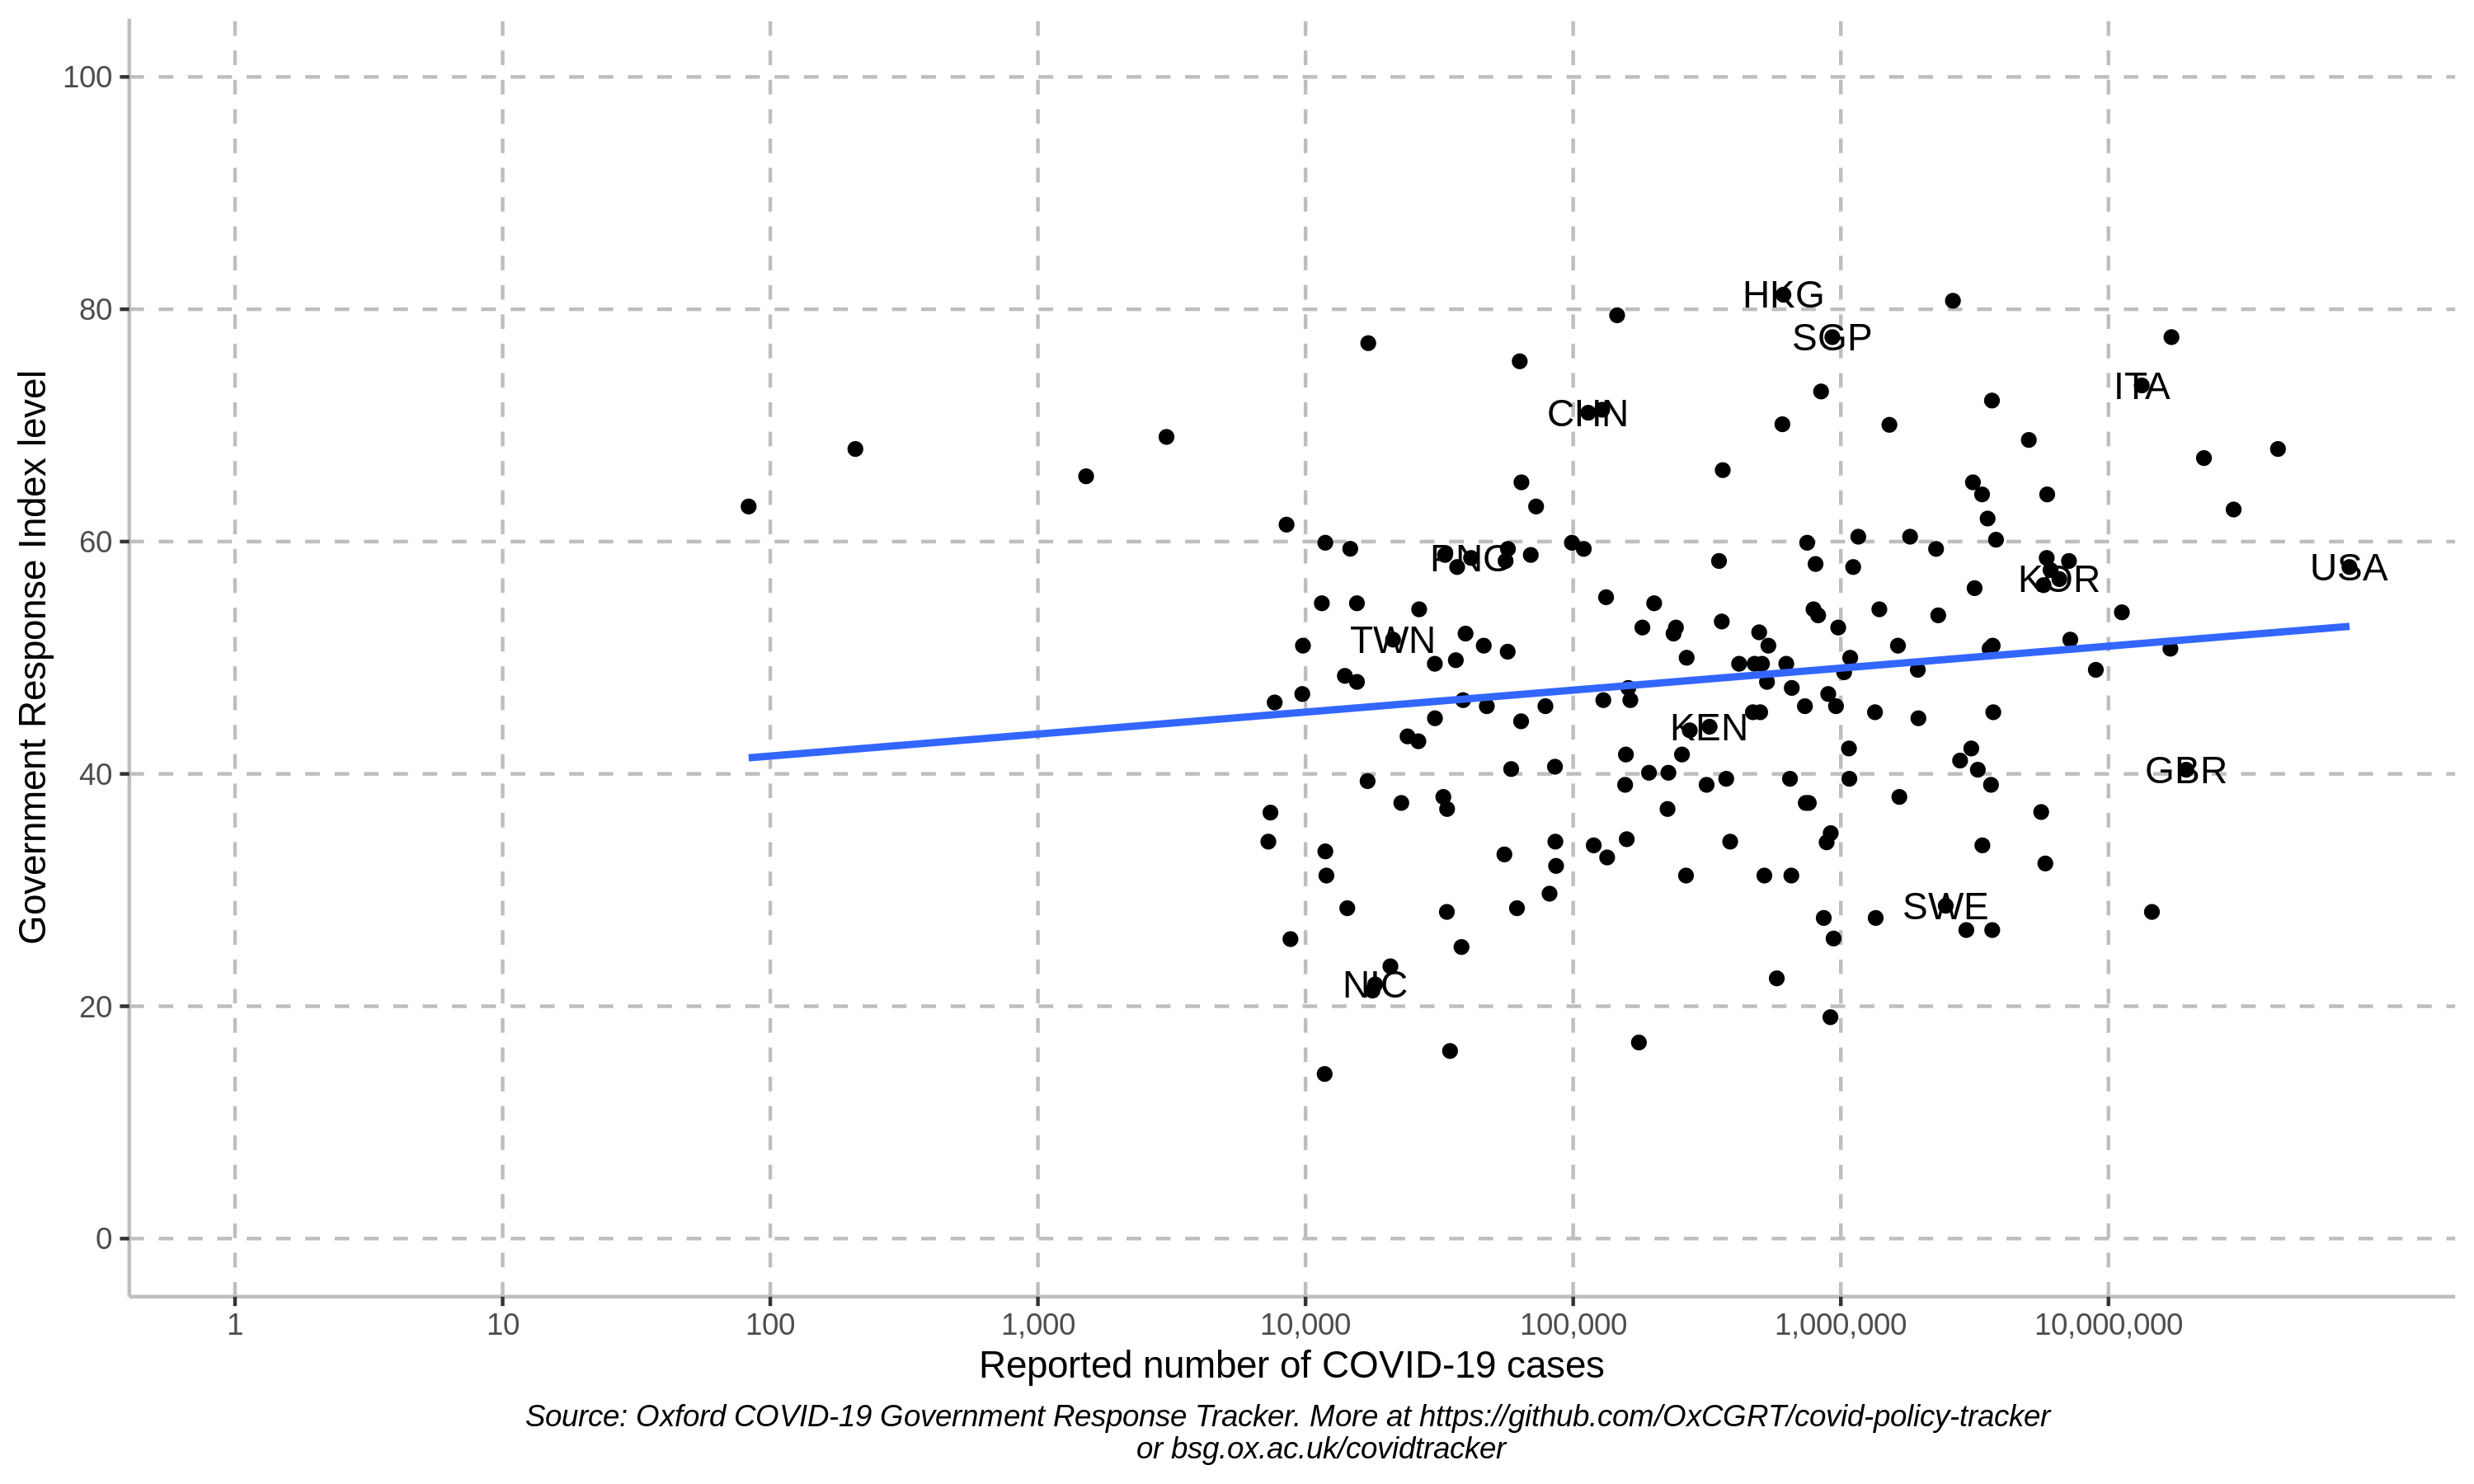 100
80
60
40
20
0
Government Response Index level
HKG
SGP
ITA
CHN
PNG
USA
KOR
TWN
KEN
GBR
SWE
NIC
1
10
100
1,000
10,000
100,000
1,000,000
10,000,000
Reported number of COVID-19 cases
Source: Oxford COVID-19 Government Response Tracker. More at https://github.com/OxCGRT/covid-policy-tracker
or bsg.ox.ac.uk/covidtracker